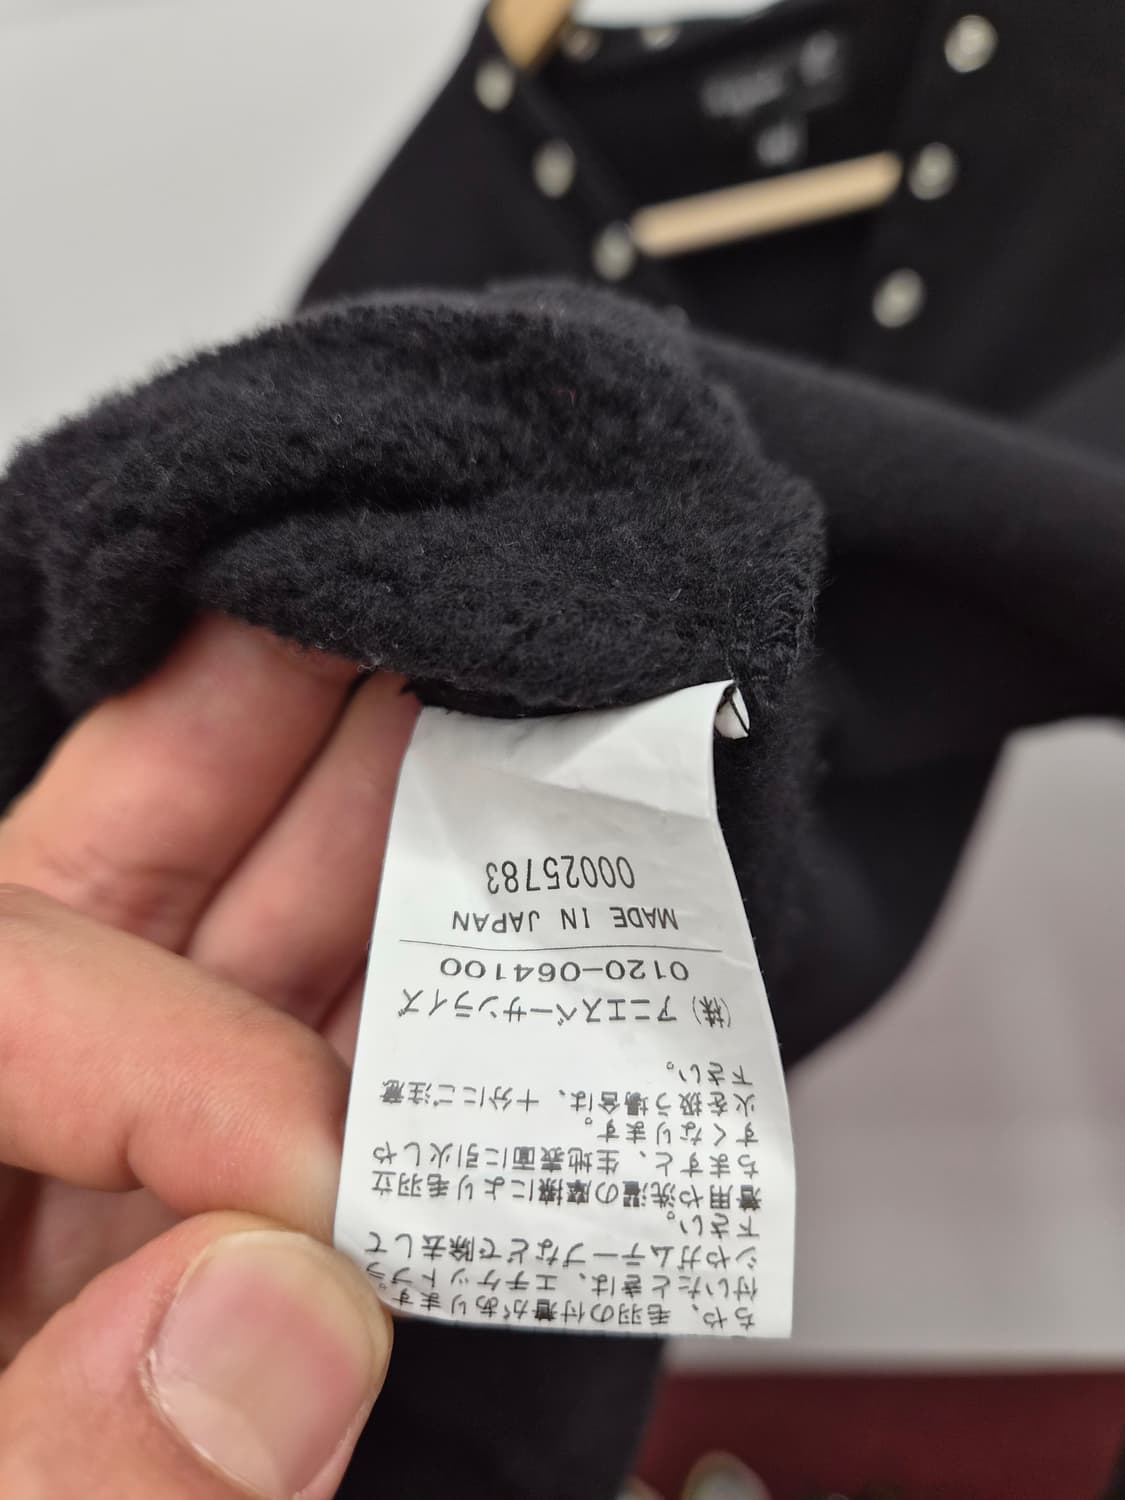 ちや、毛羽の付着があります。
付いたときは、エチケットブラ
シやガムテープなどで除去して
下さい。
着用や洗濯の摩擦により毛羽立
ちますと、生地表面に引火しや
すくなります。
火を扱う場合は、十分にご注意
下さい。
(株)アニエスベーサンライズ
0120-064100
MADE IN JAPAN
00025783